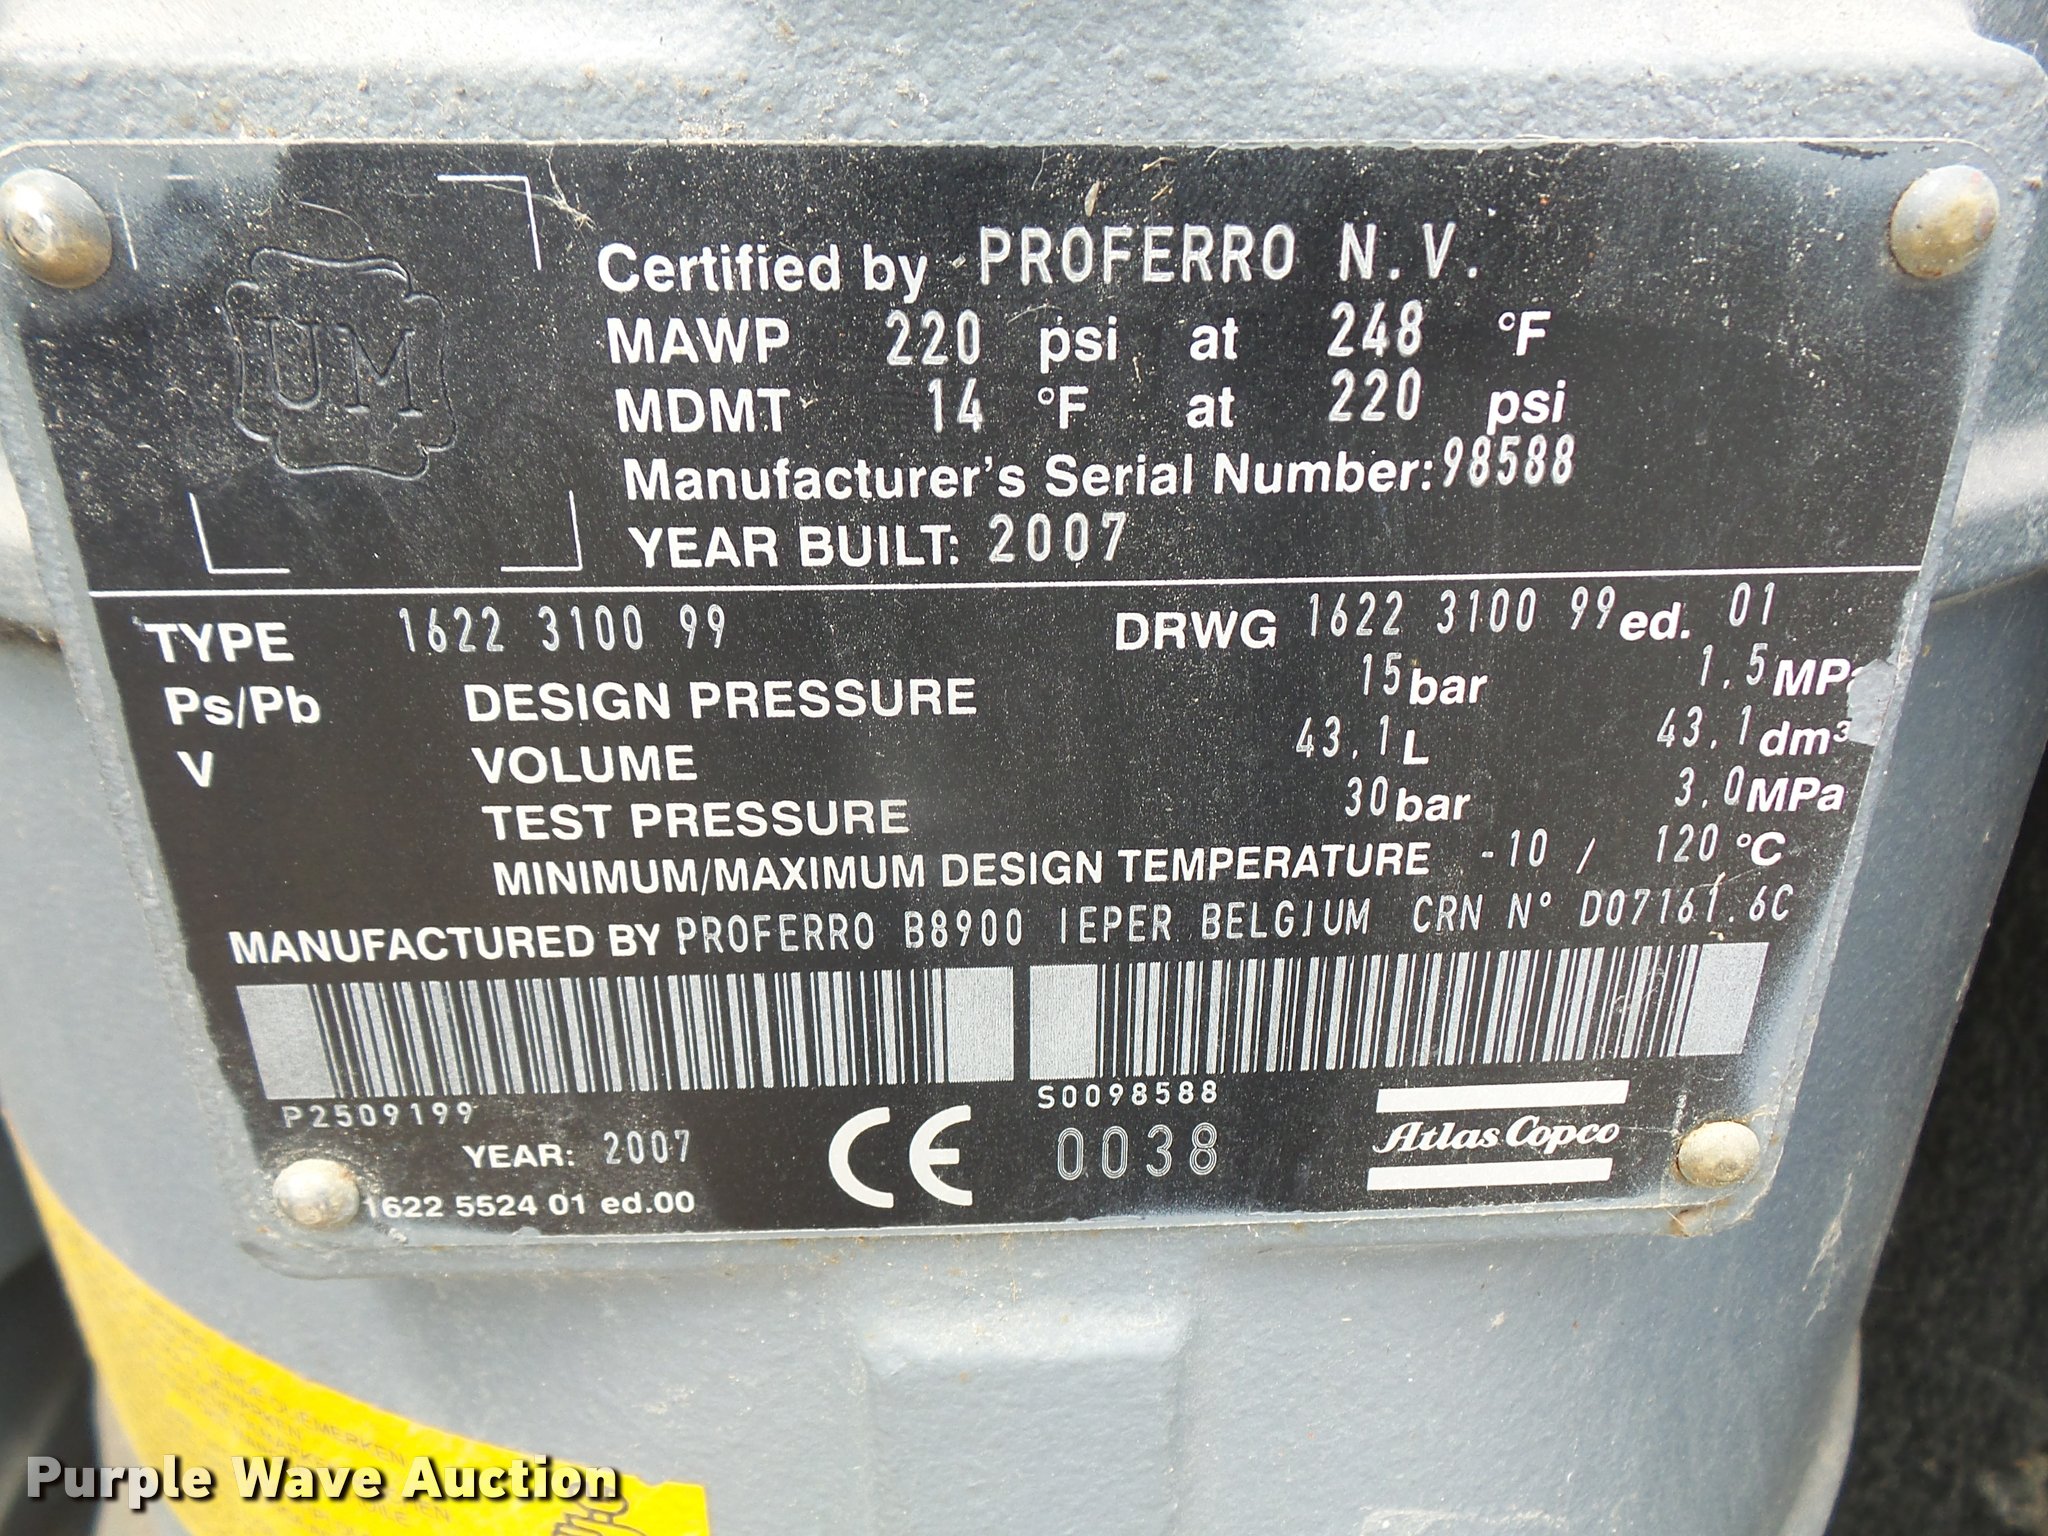 UM
Certified by PROFERRO N.V.
MAWP 220 psi at 248 °F
MDMT 14 °F at 220 psi
Manufacturer's Serial Number: 98588
YEAR BUILT: 2007
TYPE 1622 3100 99 DRWG 1622 3100 99 ed. 01
Ps/Pb DESIGN PRESSURE 15 bar 1.5 MPa
V VOLUME 43,1 L 43,1 dm³
TEST PRESSURE 30 bar 3,0 MPa
MINIMUM/MAXIMUM DESIGN TEMPERATURE -10 / 120 °C
MANUFACTURED BY PROFERRO B8900 IEPER BELGIUM CRN N° D07161.6C
P2509199 S0098588
YEAR: 2007 CE 0038 Atlas Copco
1622 5524 01 ed.00
Purple Wave Auction